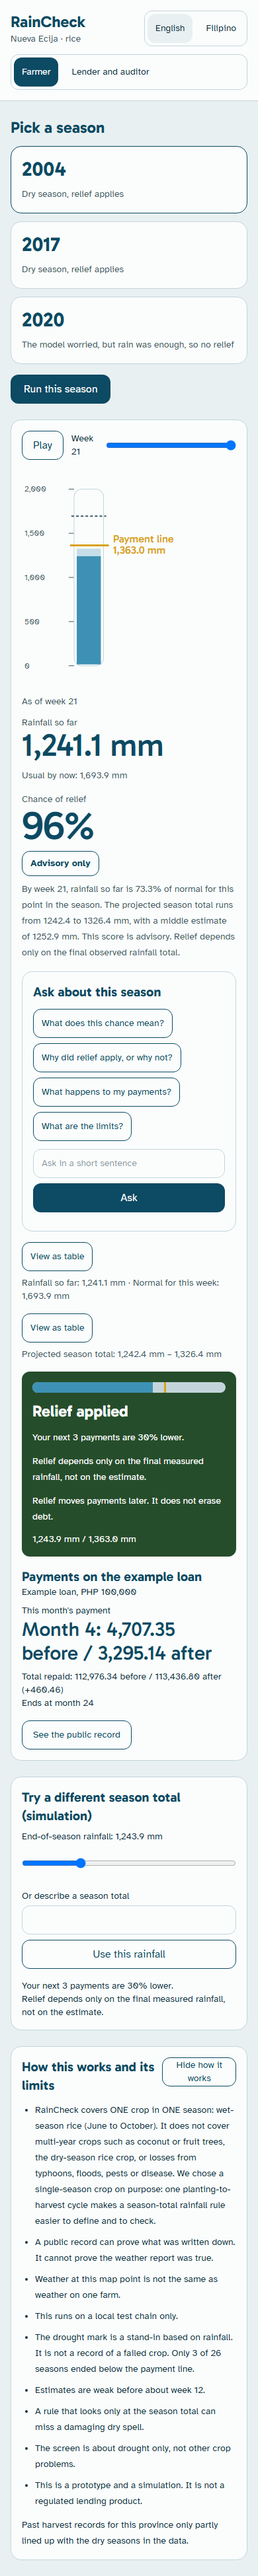 RainCheck
Nueva Ecija · rice
English
Filipino
Farmer
Lender and auditor
Pick a season
2004
Dry season, relief applies
2017
Dry season, relief applies
2020
The model worried, but rain was enough, so no relief
Run this season
Play
Week
21
2,000
1,500
1,000
500
0
Payment line
1,363.0 mm
As of week 21
Rainfall so far
1,241.1 mm
Usual by now: 1,693.9 mm
Chance of relief
96%
Advisory only
By week 21, rainfall so far is 73.3% of normal for this
point in the season. The projected season total runs
from 1242.4 to 1326.4 mm, with a middle estimate
of 1252.9 mm. This score is advisory. Relief depends
only on the final observed rainfall total.
Ask about this season
What does this chance mean?
Why did relief apply, or why not?
What happens to my payments?
What are the limits?
Ask in a short sentence
Ask
View as table
Rainfall so far: 1,241.1 mm · Normal for this week:
1,693.9 mm
View as table
Projected season total: 1,242.4 mm – 1,326.4 mm
Relief applied
Your next 3 payments are 30% lower.
Relief depends only on the final measured
rainfall, not on the estimate.
Relief moves payments later. It does not erase
debt.
1,243.9 mm / 1,363.0 mm
Payments on the example loan
Example loan, PHP 100,000
This month's payment
Month 4: 4,707.35
before / 3,295.14 after
Total repaid: 112,976.34 before / 113,436.80 after
(+460.46)
Ends at month 24
See the public record
Try a different season total
(simulation)
End-of-season rainfall: 1,243.9 mm
Or describe a season total
Use this rainfall
Your next 3 payments are 30% lower.
Relief depends only on the final measured rainfall,
not on the estimate.
How this works and its
limits
Hide how it
works
• RainCheck covers ONE crop in ONE season: wet-
season rice (June to October). It does not cover
multi-year crops such as coconut or fruit trees,
the dry-season rice crop, or losses from
typhoons, floods, pests or disease. We chose a
single-season crop on purpose: one planting-to-
harvest cycle makes a season-total rainfall rule
easier to define and to check.
• A public record can prove what was written down.
It cannot prove the weather report was true.
• Weather at this map point is not the same as
weather on one farm.
• This runs on a local test chain only.
• The drought mark is a stand-in based on rainfall.
It is not a record of a failed crop. Only 3 of 26
seasons ended below the payment line.
• Estimates are weak before about week 12.
• A rule that looks only at the season total can
miss a damaging dry spell.
• The screen is about drought only, not other crop
problems.
• This is a prototype and a simulation. It is not a
regulated lending product.
Past harvest records for this province only partly
lined up with the dry seasons in the data.